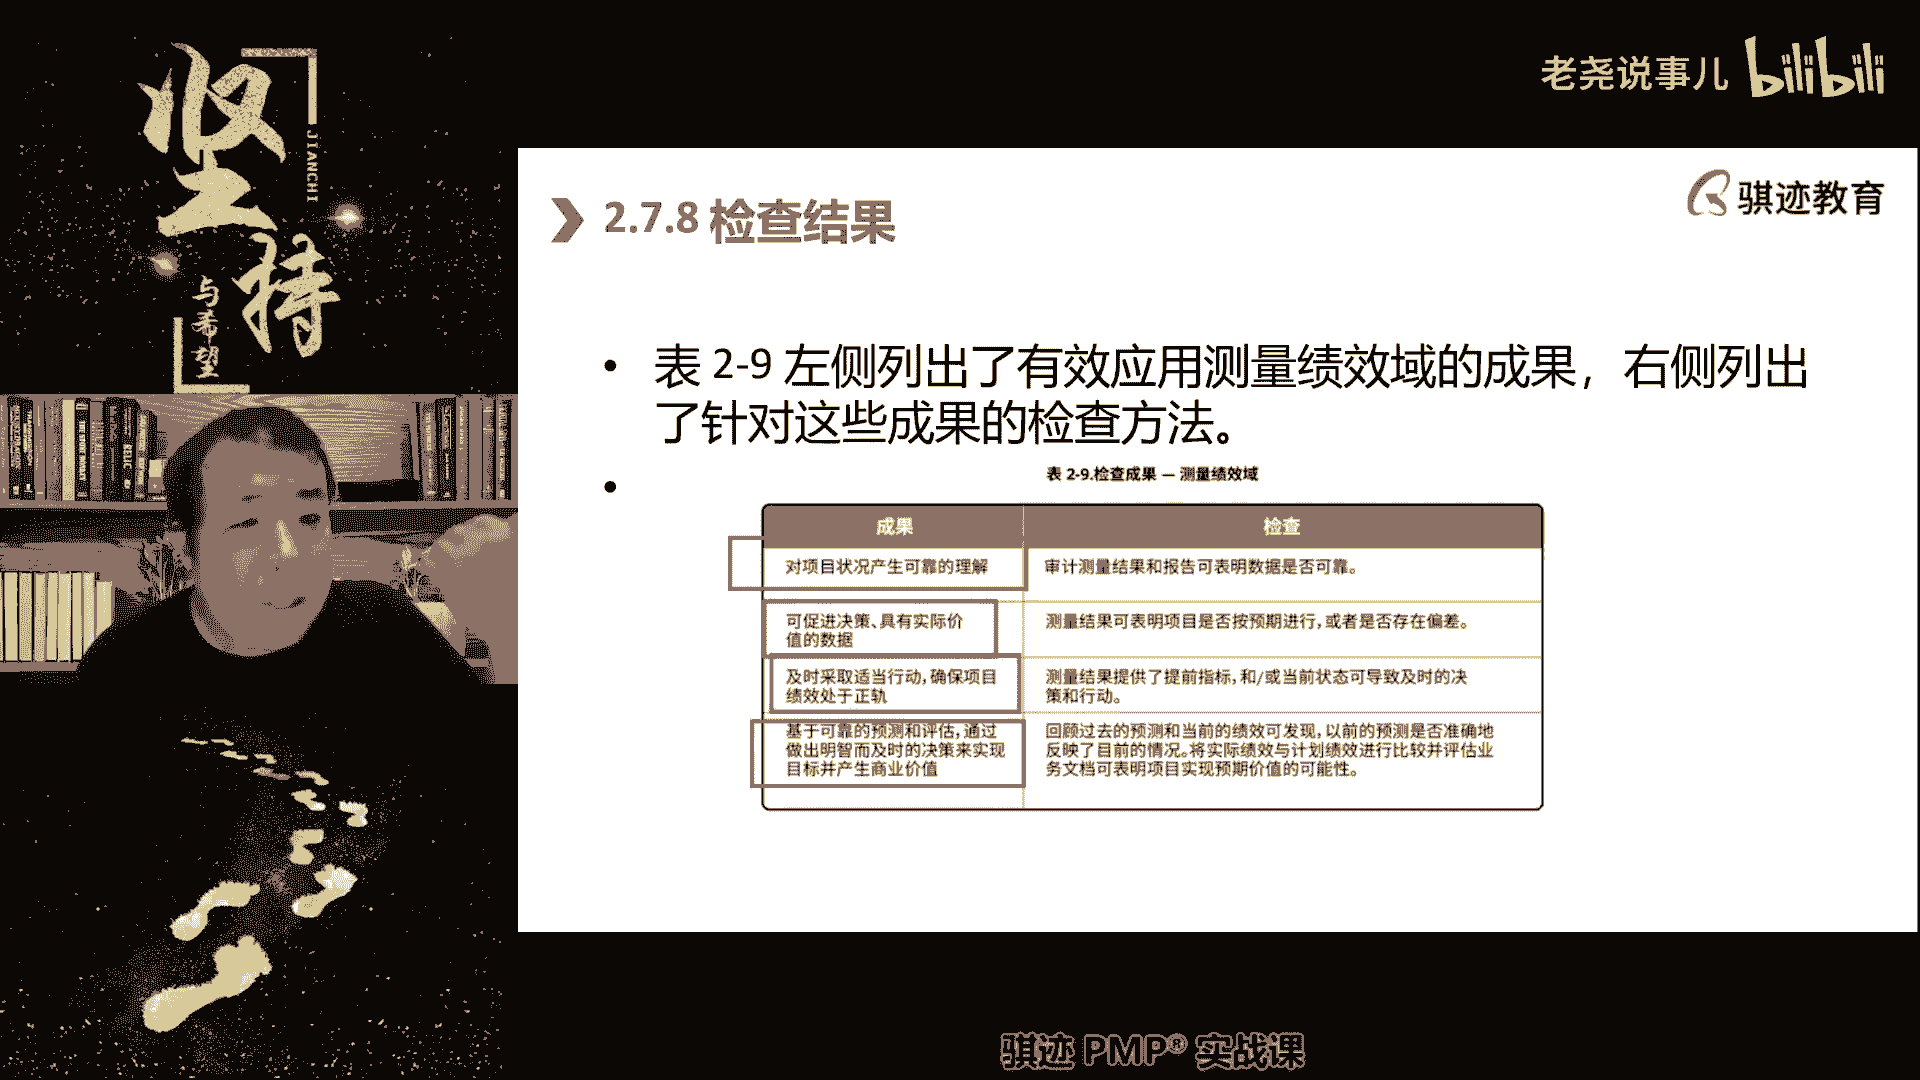 坚持
JIANCHI
与希望
老尧说事儿 bilibili
骐迹教育
2.7.8 检查结果
• 表 2-9 左侧列出了有效应用测量绩效域的成果，右侧列出
了针对这些成果的检查方法。
•
表 2-9.检查成果 — 测量绩效域
成果
检查
对项目状况产生可靠的理解
审计测量结果和报告可表明数据是否可靠。
可促进决策、具有实际价
值的数据
测量结果可表明项目是否按预期进行，或者是否存在偏差。
及时采取适当行动，确保项目
绩效处于正轨
测量结果提供了提前指标，和/或当前状态可导致及时的决
策和行动。
基于可靠的预测和评估，通过
做出明智而及时的决策来实现
目标并产生商业价值
回顾过去的预测和当前的绩效可发现，以前的预测是否准确地
反映了目前的情况。将实际绩效与计划绩效进行比较并评估业
务文档可表明项目实现预期价值的可能性。
骐迹 PMP® 实战课